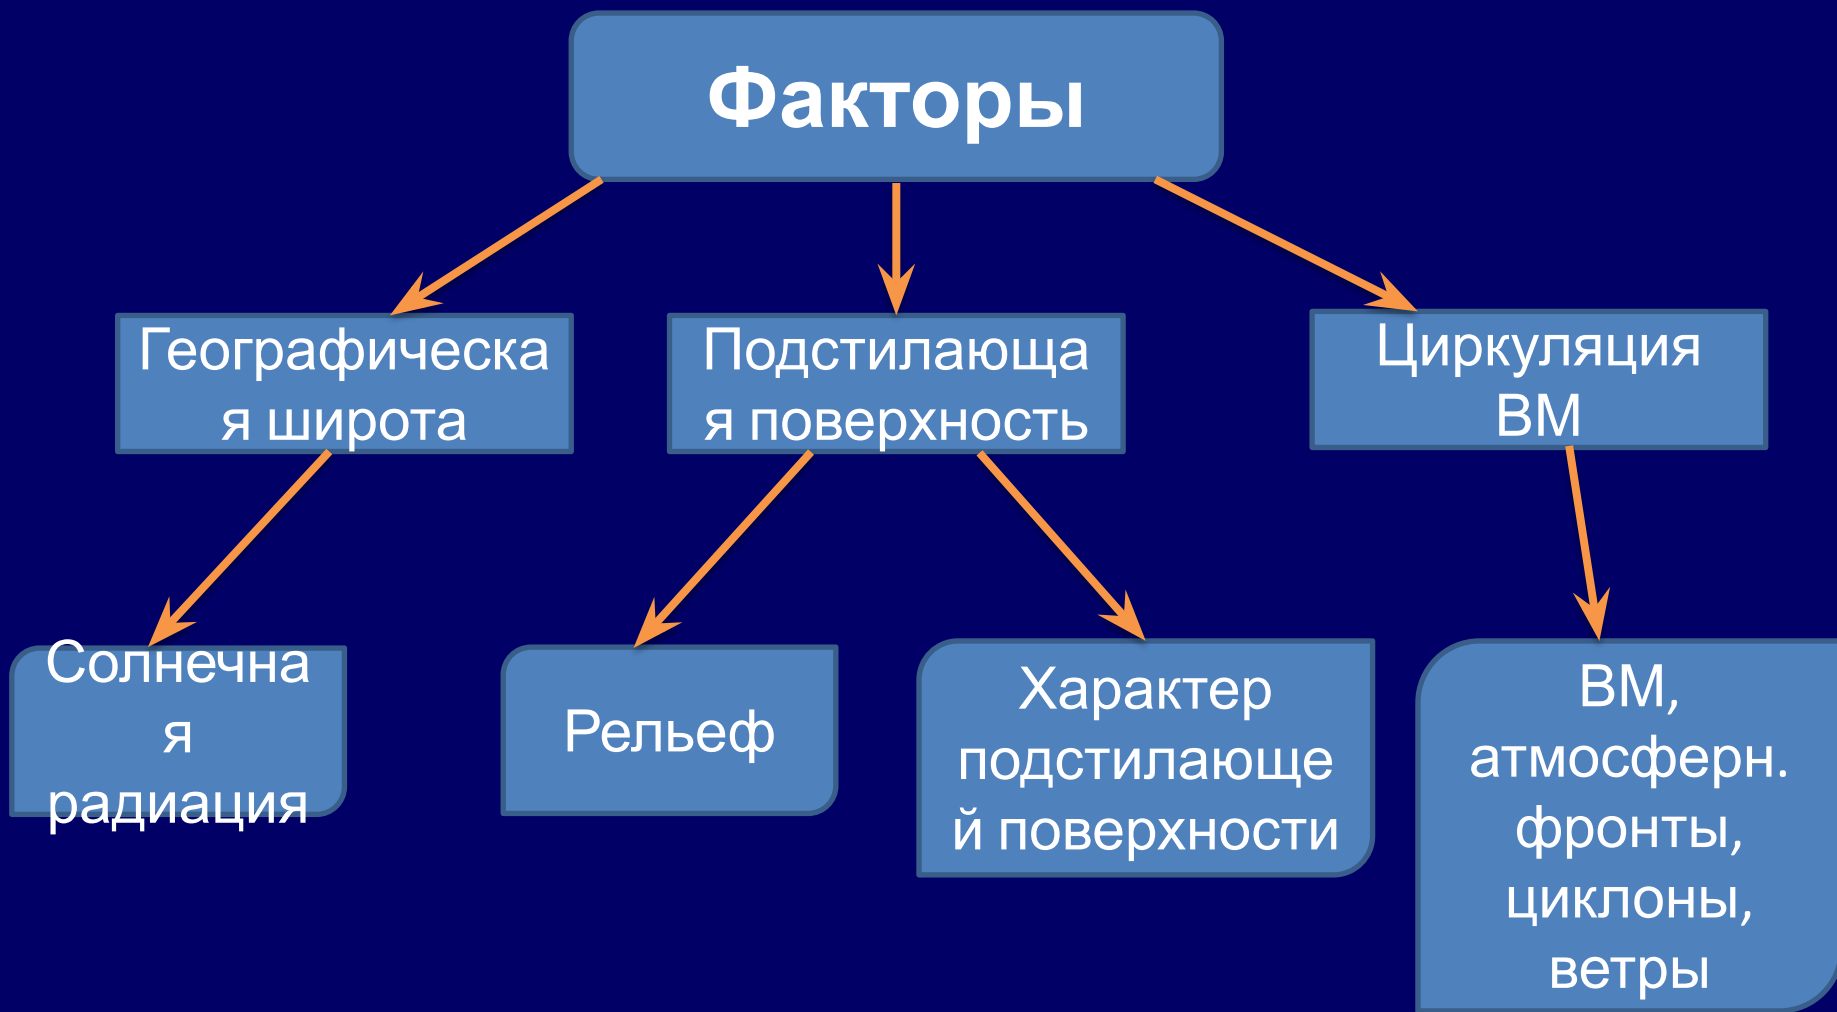 Факторы
Географическа
я широта
Подстилающа
я поверхность
Циркуляция
ВМ
Солнечна
я
радиация
Рельеф
Характер
подстилающе
й поверхности
ВМ,
атмосферн.
фронты,
циклоны,
ветры